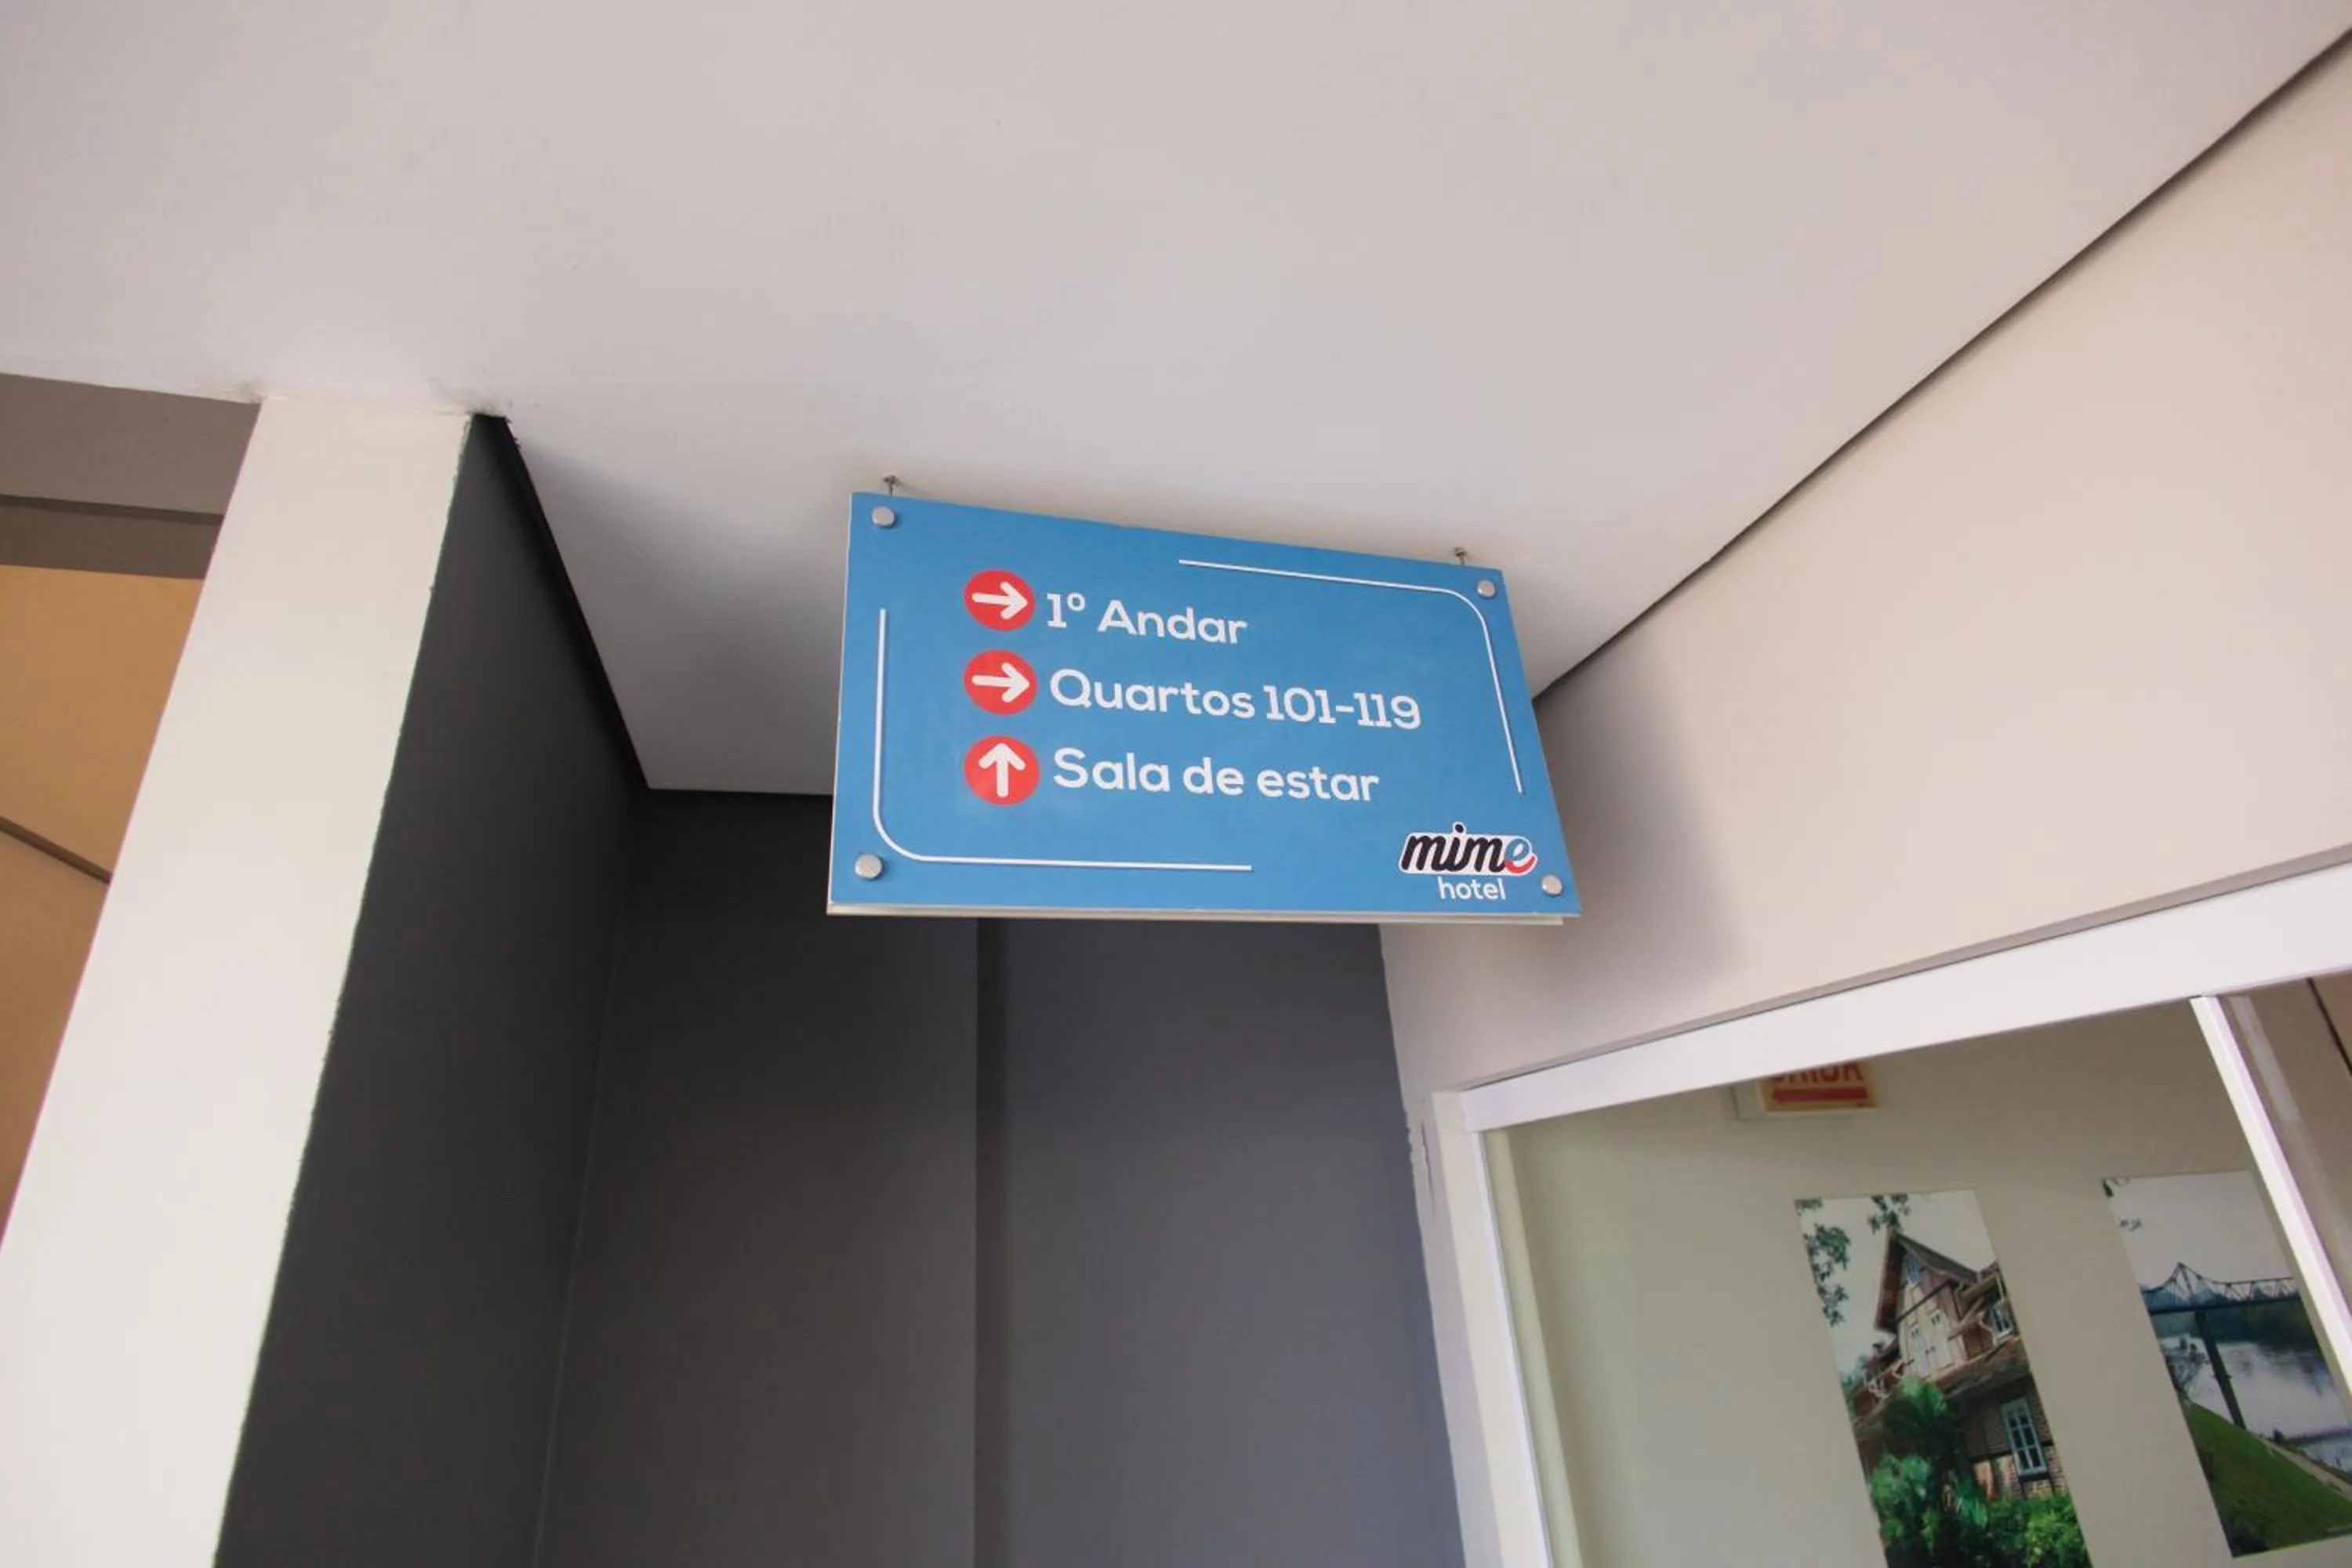 1º Andar
Quartos 101-119
Sala de estar
mime
hotel